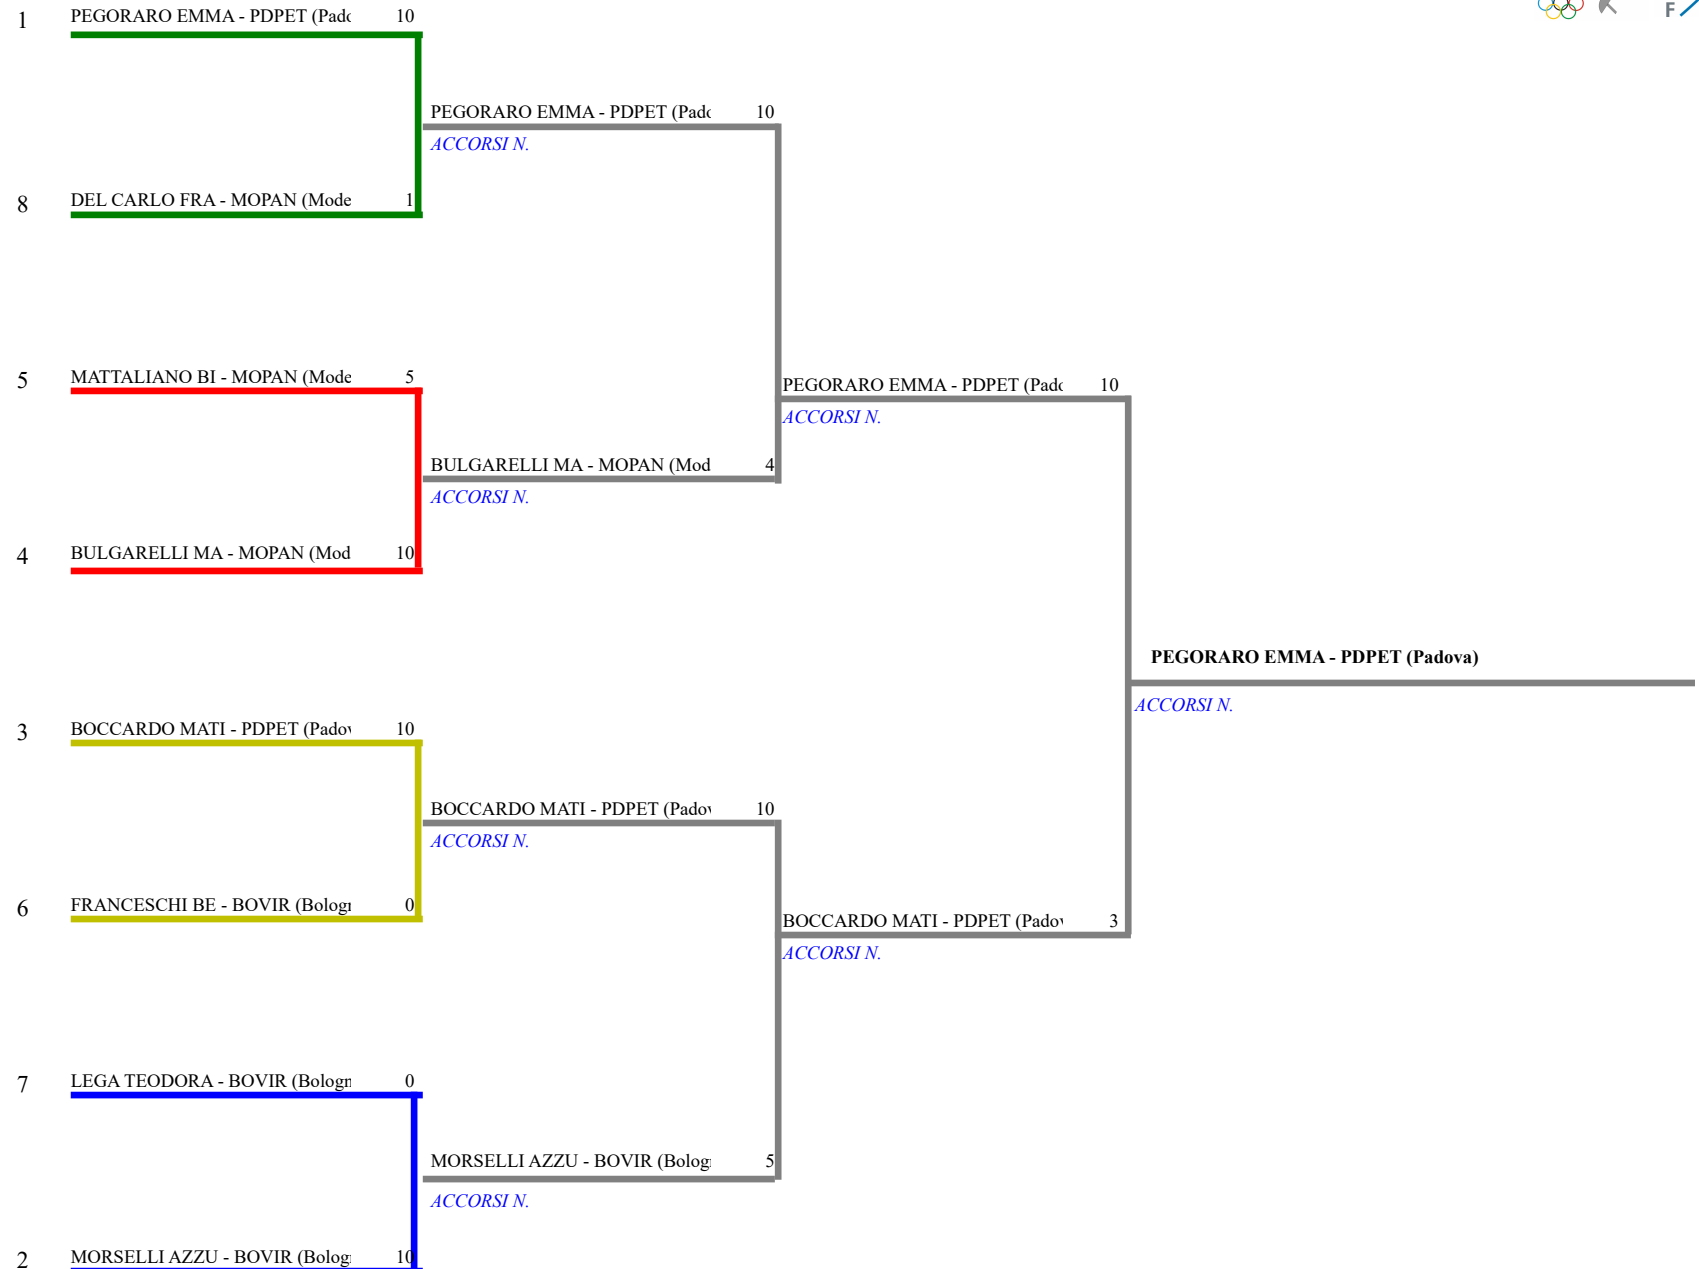 1 PEGORARO EMMA - PDPET (Pado 10
F
PEGORARO EMMA - PDPET (Pado 10
ACCORSI N.
8 DEL CARLO FRA - MOPAN (Mode 1
5 MATTALIANO BI - MOPAN (Mode 5
PEGORARO EMMA - PDPET (Pado 10
ACCORSI N.
BULGARELLI MA - MOPAN (Mod 4
ACCORSI N.
4 BULGARELLI MA - MOPAN (Mod 10
PEGORARO EMMA - PDPET (Padova)
ACCORSI N.
3 BOCCARDO MATI - PDPET (Padov 10
BOCCARDO MATI - PDPET (Padov 10
ACCORSI N.
6 FRANCESCHI BE - BOVIR (Bologn 0
BOCCARDO MATI - PDPET (Padov 3
ACCORSI N.
7 LEGA TEODORA - BOVIR (Bologn 0
MORSELLI AZZU - BOVIR (Bolog 5
ACCORSI N.
2 MORSELLI AZZU - BOVIR (Bolog 10